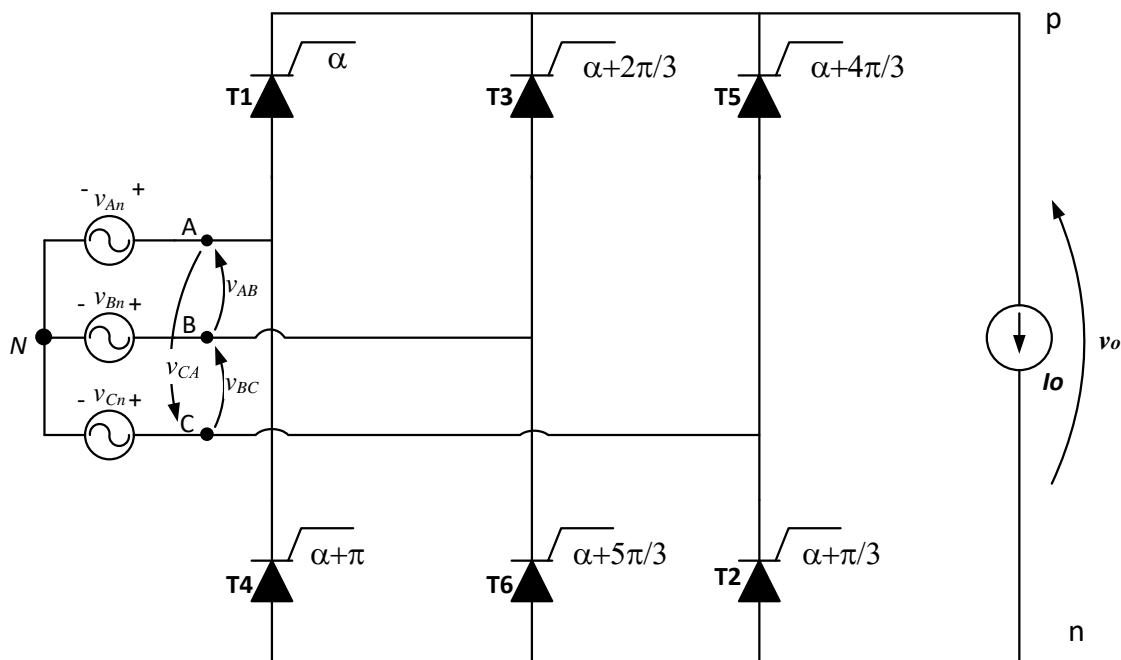 p
α
α+2π/3
α+4π/3
T1
T3
T5
- vAn +
A
vAB
- vBn +
B
N
vCA
vBC
- vCn +
C
Io
vo
α+π
α+5π/3
α+π/3
T4
T6
T2
n